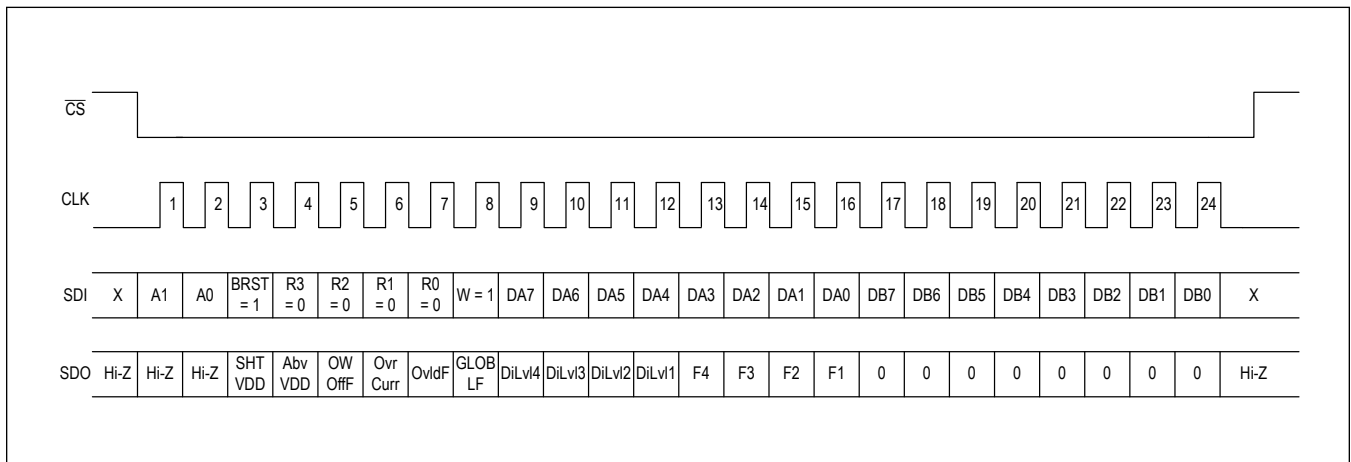 CS
CLK 1 2 3 4 5 6 7 8 9 10 11 12 13 14 15 16 17 18 19 20 21 22 23 24
SDI X A1 A0 BRST = 1 R3 = 0 R2 = 0 R1 = 0 R0 = 0 W = 1 DA7 DA6 DA5 DA4 DA3 DA2 DA1 DA0 DB7 DB6 DB5 DB4 DB3 DB2 DB1 DB0 X
SDO Hi-Z Hi-Z Hi-Z SHT VDD Abv VDD OW OffF Ovr Curr OvldF GLOB LF DiLvl4 DiLvl3 DiLvl2 DiLvl1 F4 F3 F2 F1 0 0 0 0 0 0 0 0 Hi-Z